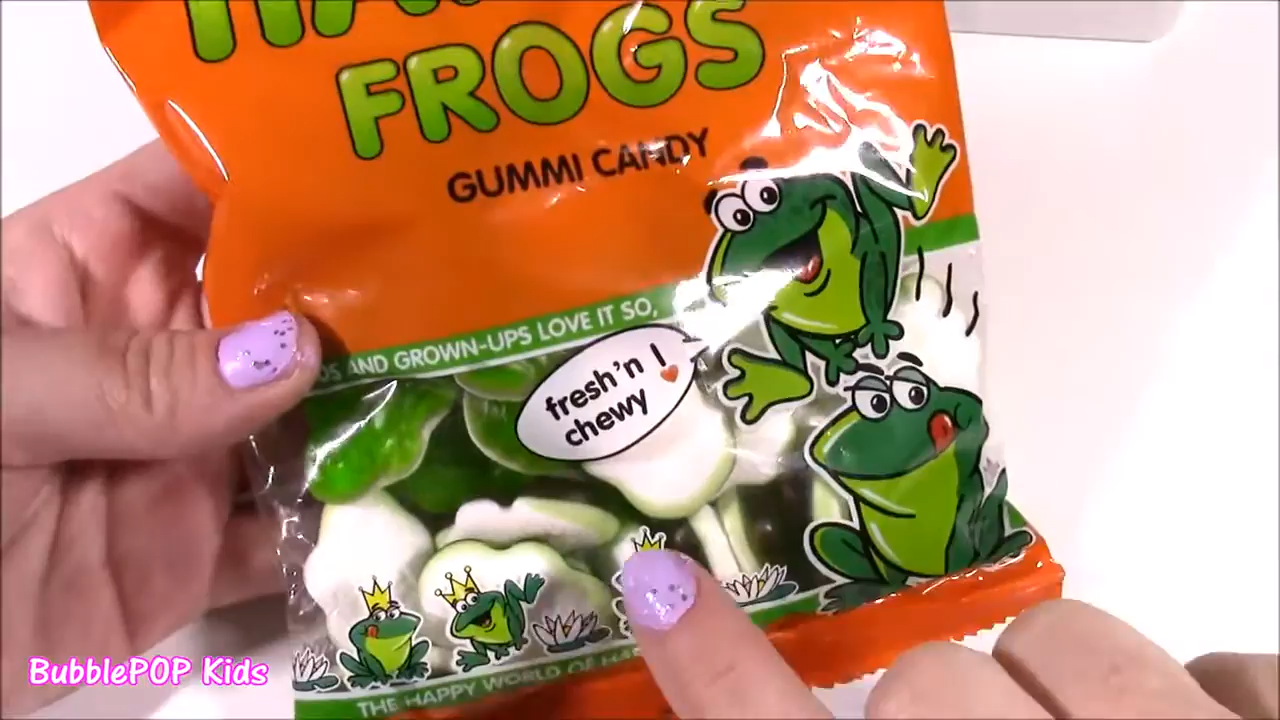 FROGS
GUMMI CANDY
AND GROWN-UPS LOVE IT SO,
fresh'n
chewy
THE HAPPY WORLD OF
BubblePOP Kids